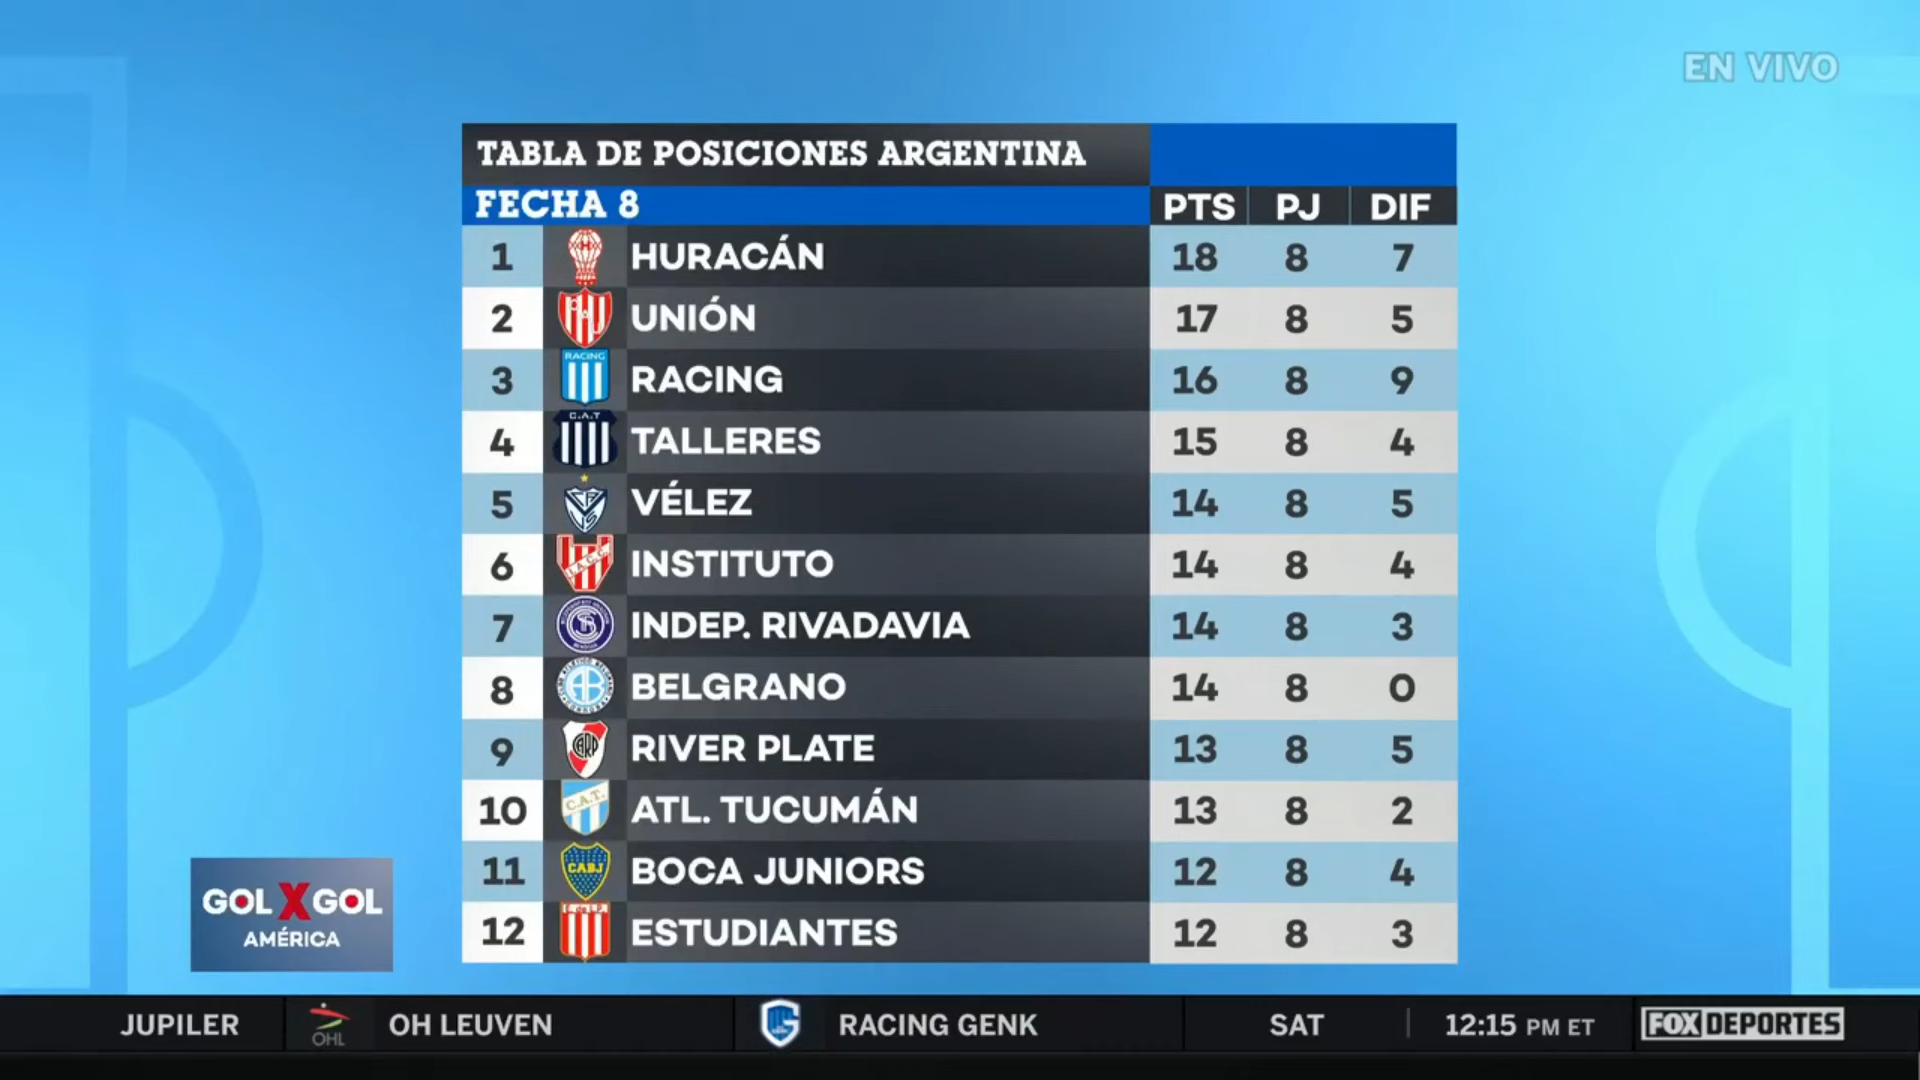 EN VIVO
TABLA DE POSICIONES ARGENTINA
FECHA 8 PTS PJ DIF
1 HURACÁN 18 8 7
2 UNIÓN 17 8 5
RACING
3 RACING 16 8 9
C.A.T
4 TALLERES 15 8 4
5 VÉLEZ 14 8 5
6 I.A.C.C. INSTITUTO 14 8 4
7 INDEP. RIVADAVIA 14 8 3
8 BELGRANO 14 8 0
9 CARP RIVER PLATE 13 8 5
10 C.A.T. ATL. TUCUMÁN 13 8 2
11 CABJ BOCA JUNIORS 12 8 4
E. de L.P.
12 ESTUDIANTES 12 8 3
GOL X GOL
AMÉRICA
JUPILER OHL OH LEUVEN RACING GENK SAT 12:15 PM ET FOX DEPORTES